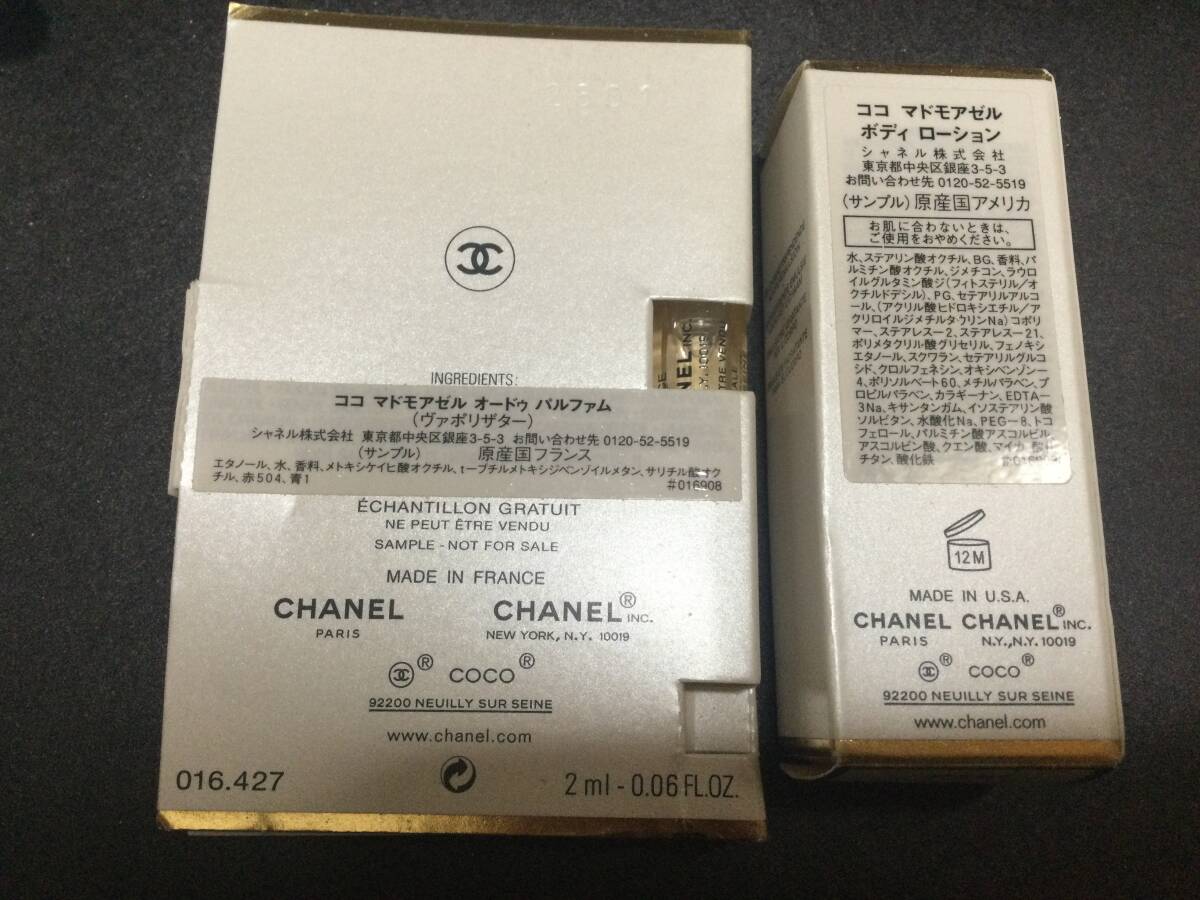 INGREDIENTS:
ココ マドモアゼル オードゥ パルファム
(ヴァポリザター)
シャネル株式会社 東京都中央区銀座3-5-3 お問い合わせ先 0120-52-5519
(サンプル) 原産国フランス
エタノール、水、香料、メトキシケイヒ酸オクチル、t-ブチルメトキシジベンゾイルメタン、サリチル酸オク
チル、赤504、青1
#016908
ÉCHANTILLON GRATUIT
NE PEUT ÊTRE VENDU
SAMPLE - NOT FOR SALE
MADE IN FRANCE
CHANEL CHANEL® INC.
PARIS NEW YORK, N.Y. 10019
® COCO®
92200 NEUILLY SUR SEINE
www.chanel.com
016.427 2 ml - 0.06 FL.OZ.
CHANEL INC.
N.Y. 10019
ココ マドモアゼル
ボディ ローション
シャネル株式会社
東京都中央区銀座3-5-3
お問い合わせ先 0120-52-5519
(サンプル) 原産国アメリカ
お肌に合わないときは、
ご使用をおやめください。
水、ステアリン酸オクチル、BG、香料、パ
ルミチン酸オクチル、ジメチコン、ラウロ
イルグルタミン酸ジ(フィトステリル/オ
クチルドデシル)、PG、セテアリルアルコ
ール、(アクリル酸ヒドロキシエチル/ア
クリロイルジメチルタウリンNa)コポリ
マー、ステアレス-2、ステアレス-21、
ポリメタクリル酸グリセリル、フェノキシ
エタノール、スクワラン、セテアリルグルコ
シド、クロルフェネシン、オキシベンゾン-
4、ポリソルベート60、メチルパラベン、プ
ロピルパラベン、カラギーナン、EDTA-
3Na、キサンタンガム、イソステアリン酸
ソルビタン、水酸化Na、PEG-8、トコ
フェロール、パルミチン酸アスコルビル、
アスコルビン酸、クエン酸、マイカ、酸化
チタン、酸化鉄
12M
MADE IN U.S.A.
CHANEL CHANEL® INC.
PARIS N.Y.,N.Y. 10019
® COCO®
92200 NEUILLY SUR SEINE
www.chanel.com